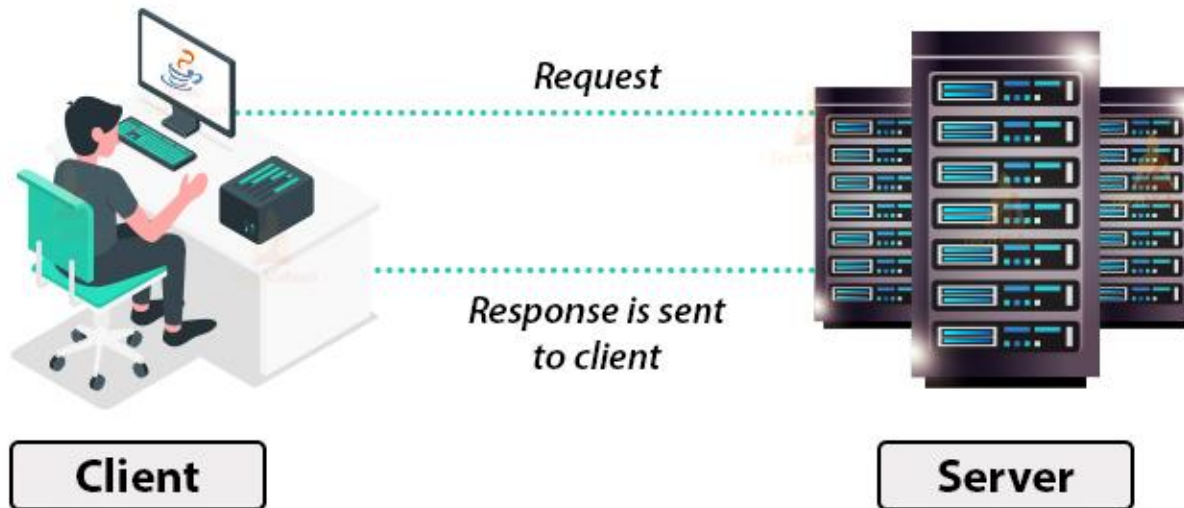 Request
Response is sent
to client
Client
Server